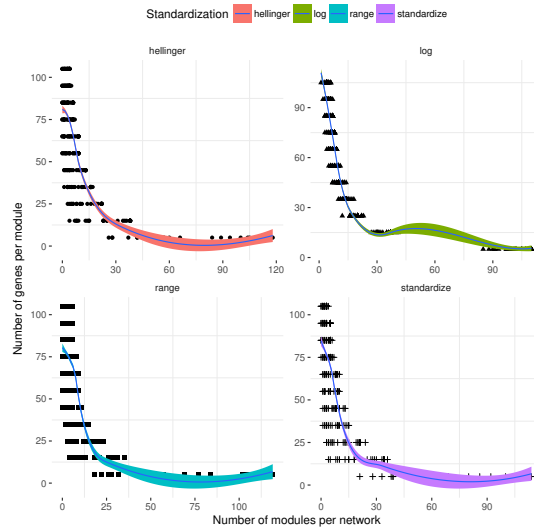 Standardization hellinger log range standardize
hellinger
log
100
75
50
25
0
90
60
30
0
0 30 60 90 120
0 30 60 90
range
standardize
100
75
50
25
0
100
75
50
25
0
0 25 50 75 100
0 30 60 90
Number of genes per module
Number of modules per network